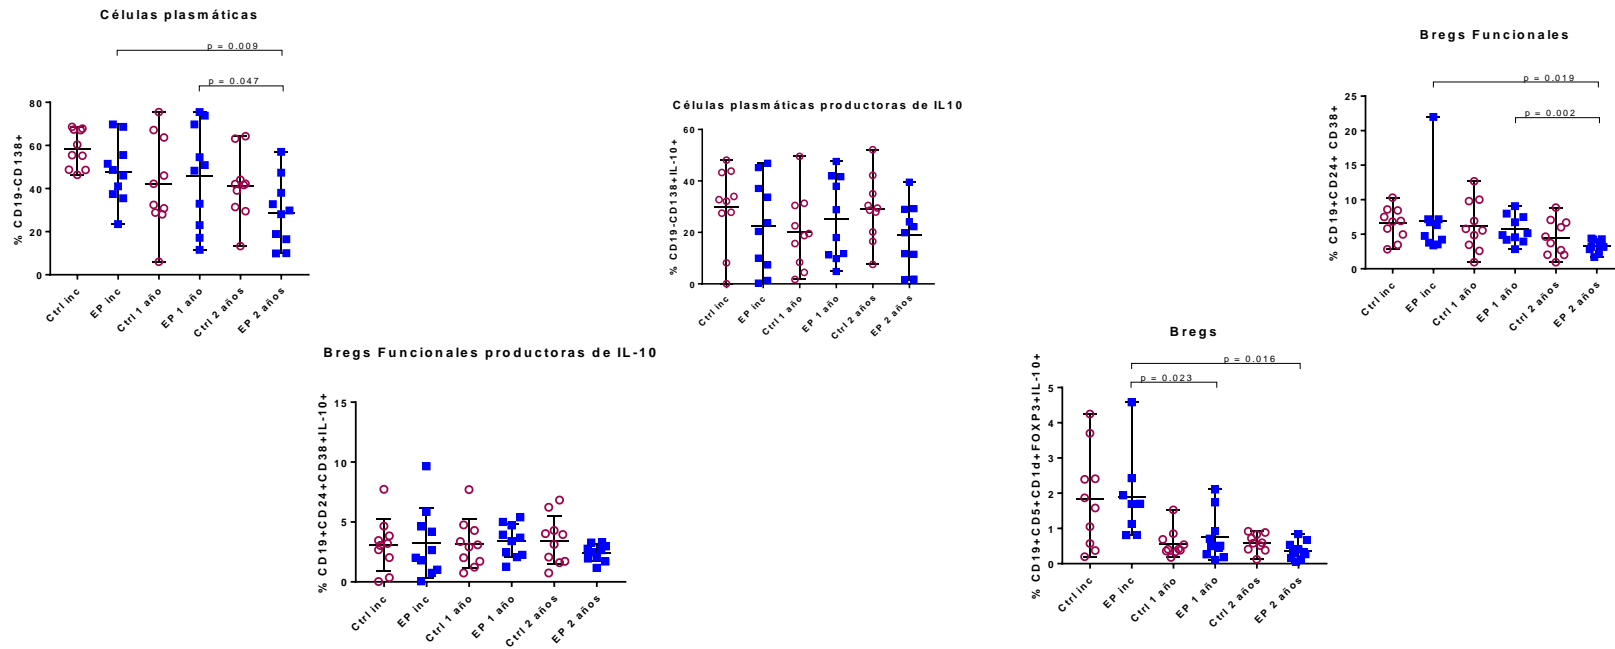 Células plasmáticas
p = 0.009
p = 0.047
% CD19-CD138+
80
60
40
20
0
Ctrl inc
EP inc
Ctrl 1 año
EP 1 año
Ctrl 2 años
EP 2 años
Células plasmáticas productoras de IL10
% CD19-CD138+IL-10+
60
40
20
0
Ctrl inc
EP inc
Ctrl 1 año
EP 1 año
Ctrl 2 años
EP 2 años
Bregs Funcionales
p = 0.019
p = 0.002
% CD19+CD24+ CD38+
25
20
15
10
5
0
Ctrl inc
EP inc
Ctrl 1 año
EP 1 año
Ctrl 2 años
EP 2 años
Bregs Funcionales productoras de IL-10
% CD19+CD24+CD38+IL-10+
15
10
5
0
Ctrl inc
EP inc
Ctrl 1 año
EP 1 año
Ctrl 2 años
EP 2 años
Bregs
p = 0.016
p = 0.023
% CD19+CD5+CD1d+FOXP3+IL-10+
5
4
3
2
1
0
Ctrl inc
EP inc
Ctrl 1 año
EP 1 año
Ctrl 2 años
EP 2 años